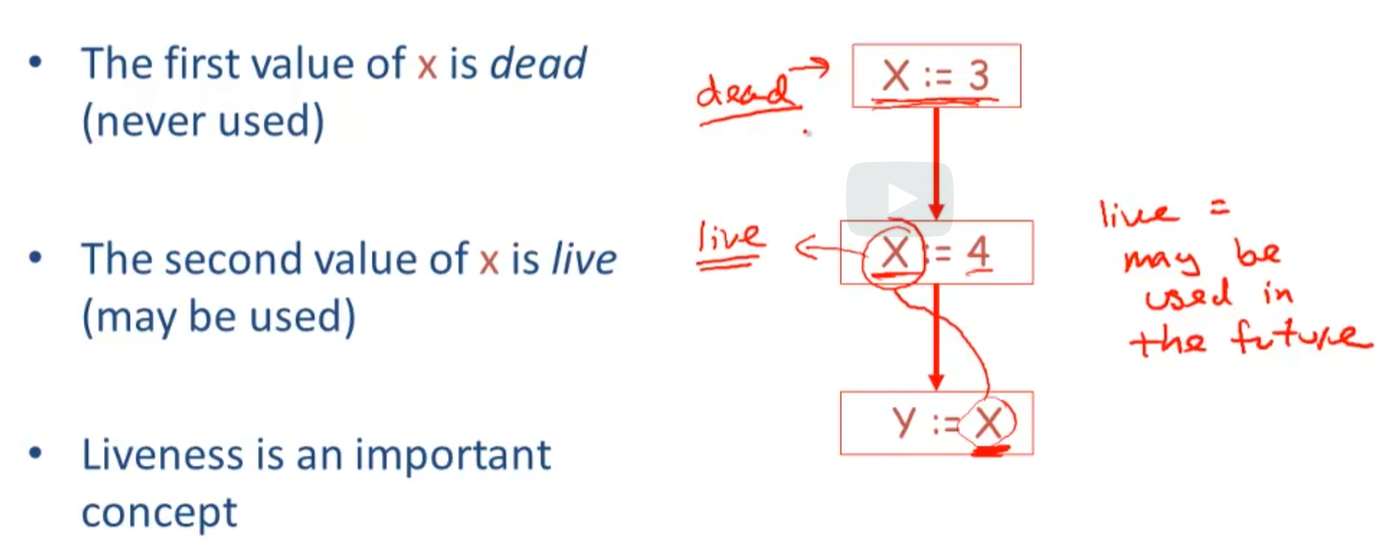 • The first value of x is dead
(never used)
• The second value of x is live
(may be used)
• Liveness is an important
concept
dead
X := 3
live
X := 4
Y := X
live =
may be
used in
the future